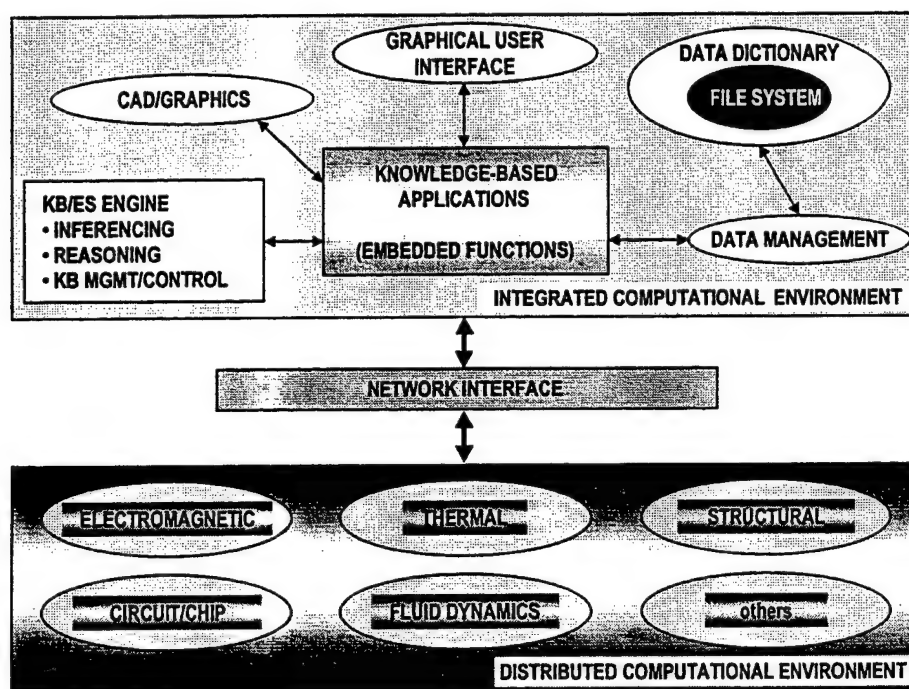 GRAPHICAL USER
INTERFACE
DATA DICTIONARY
FILE SYSTEM
CAD/GRAPHICS
KNOWLEDGE-BASED
APPLICATIONS
(EMBEDDED FUNCTIONS)
KB/ES ENGINE
• INFERENCING
• REASONING
• KB MGMT/CONTROL
DATA MANAGEMENT
INTEGRATED COMPUTATIONAL ENVIRONMENT
NETWORK INTERFACE
ELECTROMAGNETIC
THERMAL
STRUCTURAL
CIRCUIT/CHIP
FLUID DYNAMICS
others
DISTRIBUTED COMPUTATIONAL ENVIRONMENT